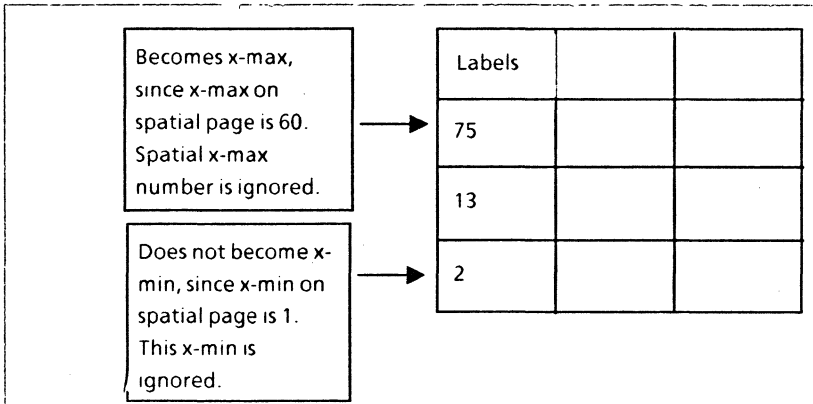 Becomes x-max,
since x-max on
spatial page is 60.
Spatial x-max
number is ignored.
Labels
75
13
Does not become x-
min, since x-min on
spatial page is 1.
This x-min is
ignored.
2